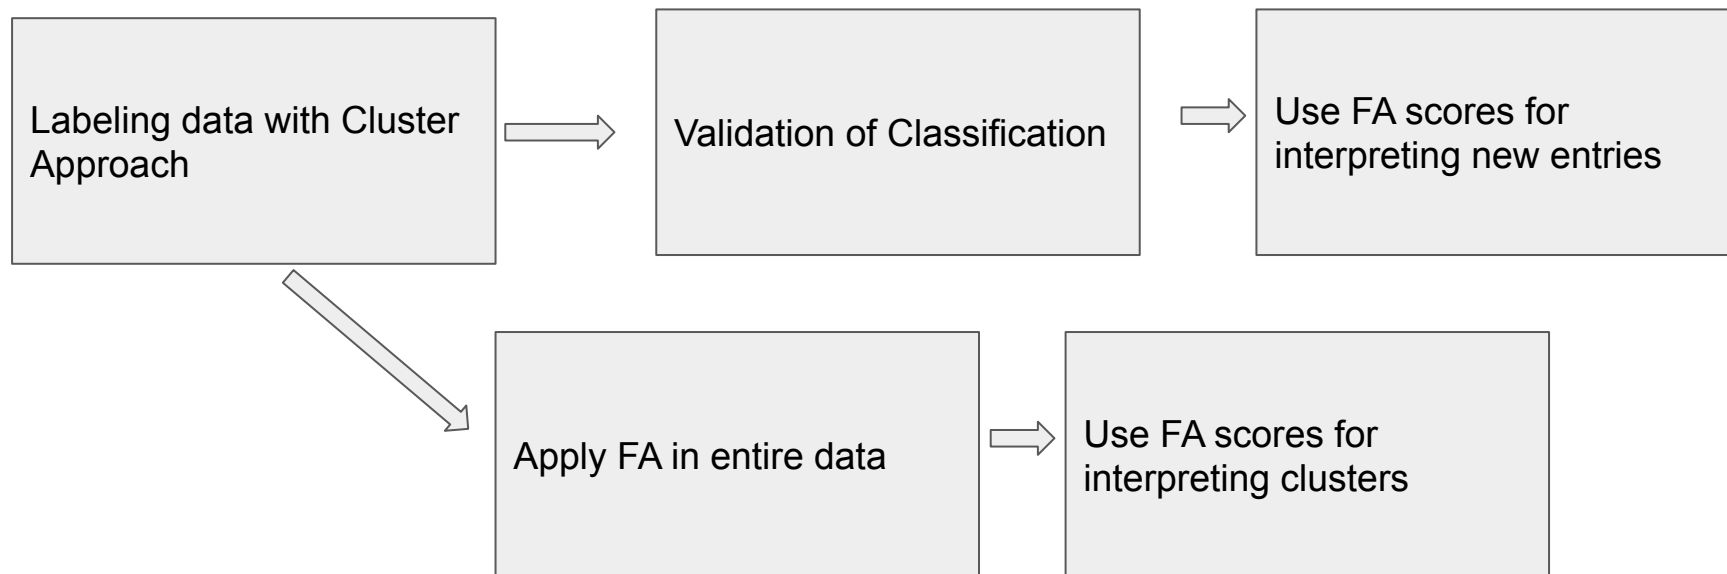 Labeling data with Cluster
Approach
Validation of Classification
Use FA scores for
interpreting new entries
Apply FA in entire data
Use FA scores for
interpreting clusters